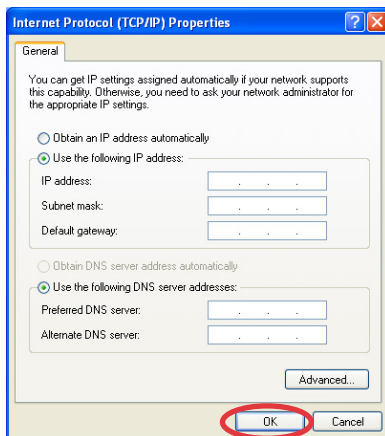 Internet Protocol (TCP/IP) Properties
General
You can get IP settings assigned automatically if your network supports
this capability. Otherwise, you need to ask your network administrator for
the appropriate IP settings.
Obtain an IP address automatically
Use the following IP address:
IP address:
Subnet mask:
Default gateway:
Obtain DNS server address automatically
Use the following DNS server addresses:
Preferred DNS server:
Alternate DNS server:
Advanced...
OK Cancel